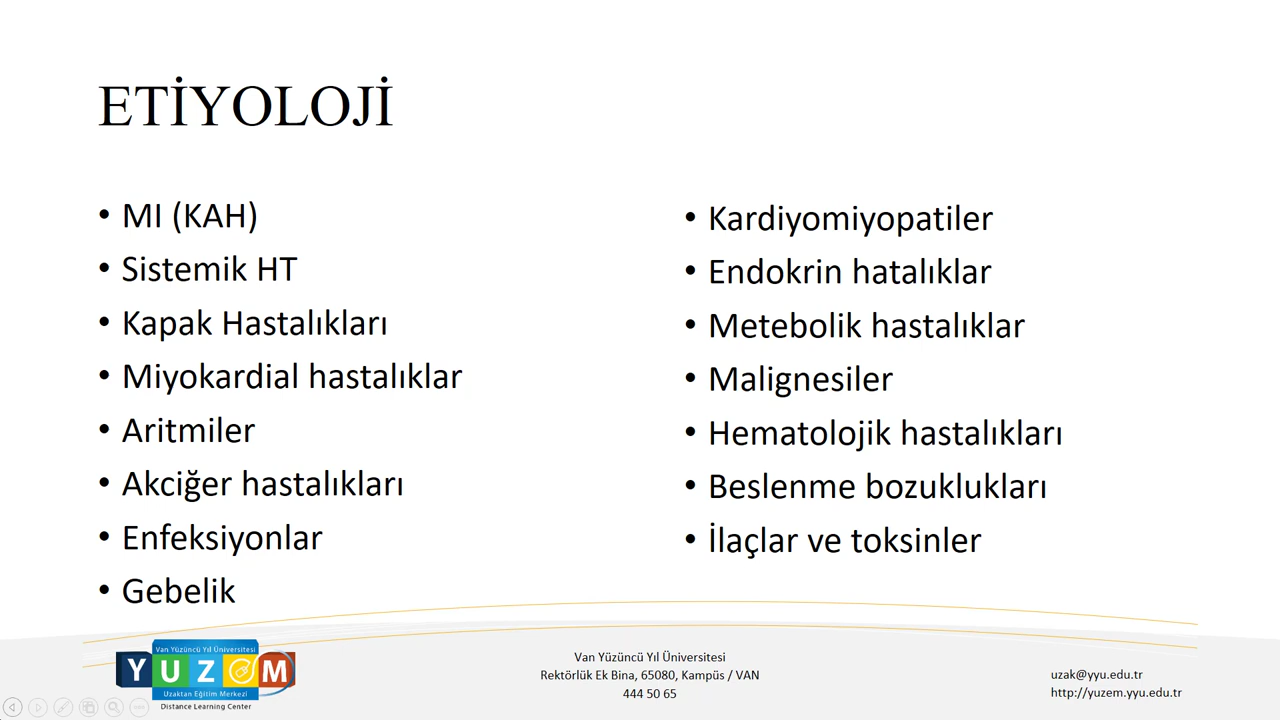 ETİYOLOJİ
• MI (KAH)
• Sistemik HT
• Kapak Hastalıkları
• Miyokardial hastalıklar
• Aritmiler
• Akciğer hastalıkları
• Enfeksiyonlar
• Gebelik
• Kardiyomiyopatiler
• Endokrin hatalıklar
• Metebolik hastalıklar
• Malignesiler
• Hematolojik hastalıkları
• Beslenme bozuklukları
• İlaçlar ve toksinler
Van Yüzüncü Yıl Üniversitesi
YUZEM
Uzaktan Eğitim Merkezi
Distance Learning Center
Van Yüzüncü Yıl Üniversitesi
Rektörlük Ek Bina, 65080, Kampüs / VAN
444 50 65
uzak@yyu.edu.tr
http://yuzem.yyu.edu.tr